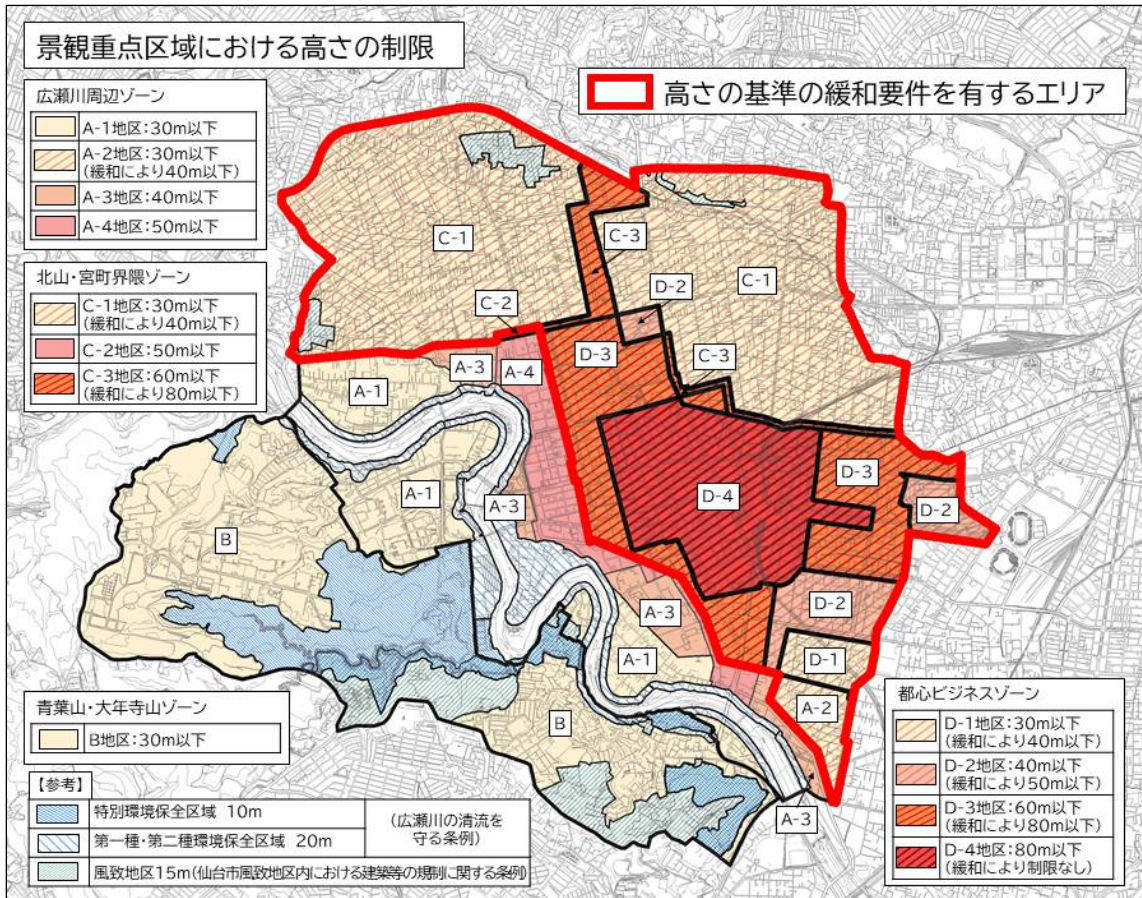 景観重点区域における高さの制限
高さの基準の緩和要件を有するエリア
広瀬川周辺ゾーン
A-1地区:30m以下
A-2地区:30m以下
(緩和により40m以下)
A-3地区:40m以下
A-4地区:50m以下
北山・宮町界隈ゾーン
C-1地区:30m以下
(緩和により40m以下)
C-2地区:50m以下
C-3地区:60m以下
(緩和により80m以下)
C-1
C-3
D-2
C-1
C-2
D-3
C-3
A-3
A-4
A-1
D-3
D-4
D-2
A-1
A-3
B
D-2
A-3
A-1
D-1
A-2
B
A-3
青葉山・大年寺山ゾーン
B地区:30m以下
【参考】
特別環境保全区域 10m
第一種・第二種環境保全区域 20m
(広瀬川の清流を
守る条例)
風致地区15m(仙台市風致地区内における建築等の規制に関する条例)
都心ビジネスゾーン
D-1地区:30m以下
(緩和により40m以下)
D-2地区:40m以下
(緩和により50m以下)
D-3地区:60m以下
(緩和により80m以下)
D-4地区:80m以下
(緩和により制限なし)